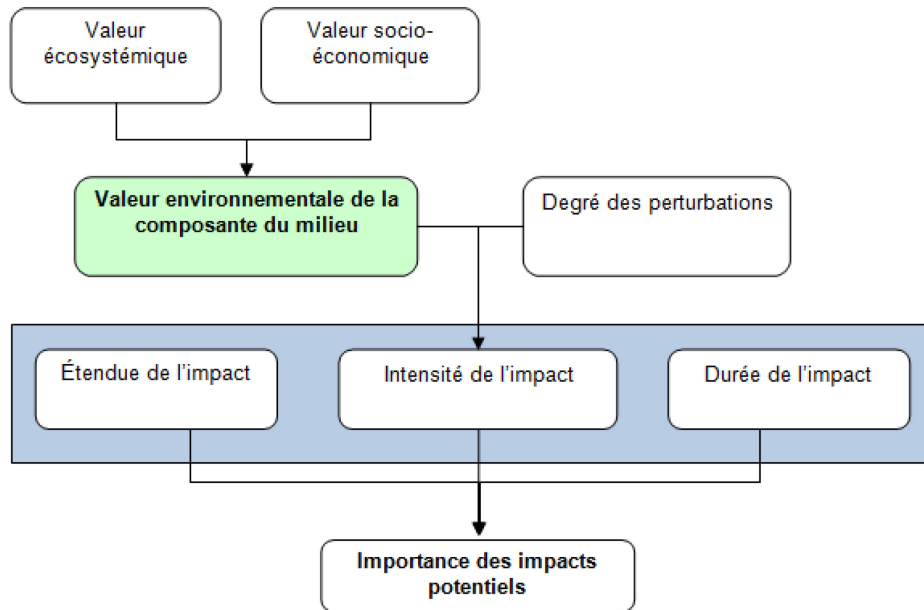 Valeur
écosystémique
Valeur socio-
économique
Valeur environnementale de la
composante du milieu
Degré des perturbations
Étendue de l'impact
Intensité de l'impact
Durée de l'impact
Importance des impacts
potentiels